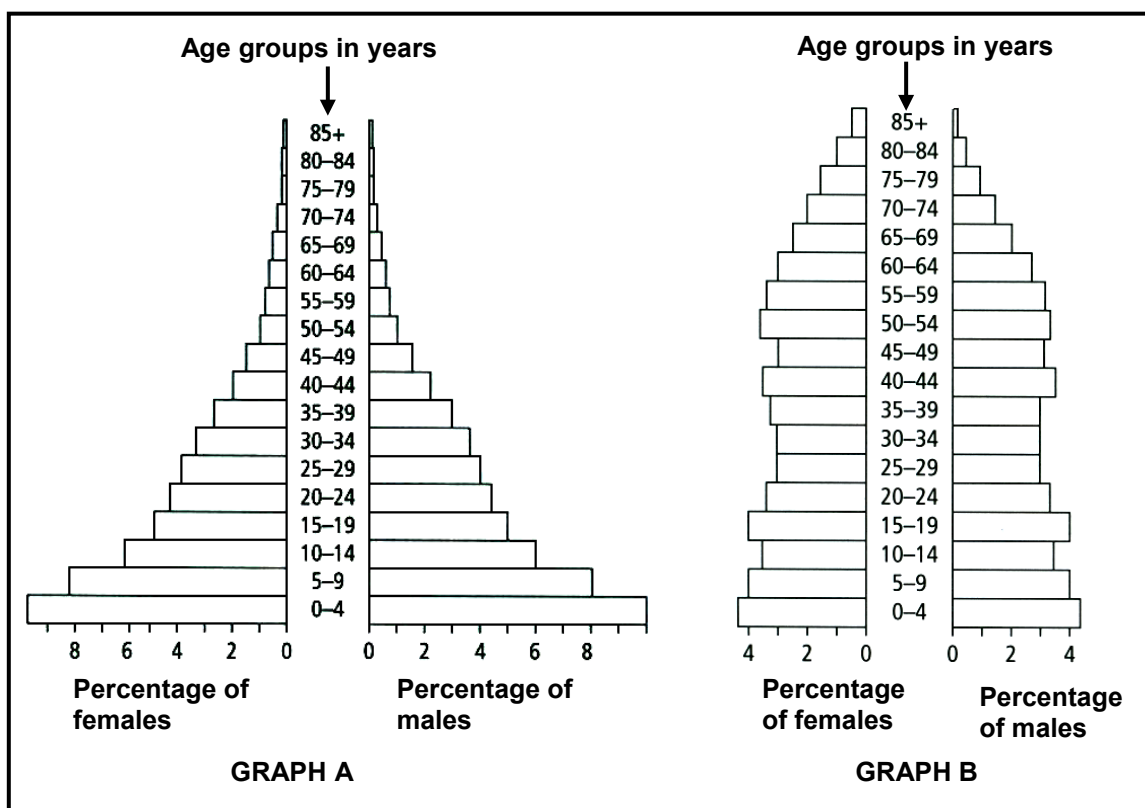 Age groups in years
85+
80–84
75–79
70–74
65–69
60–64
55–59
50–54
45–49
40–44
35–39
30–34
25–29
20–24
15–19
10–14
5–9
0–4
8 6 4 2 0 0 2 4 6 8
Percentage of
females
Percentage of
males
GRAPH A
Age groups in years
85+
80–84
75–79
70–74
65–69
60–64
55–59
50–54
45–49
40–44
35–39
30–34
25–29
20–24
15–19
10–14
5–9
0–4
4 2 0 0 2 4
Percentage
of females
Percentage
of males
GRAPH B